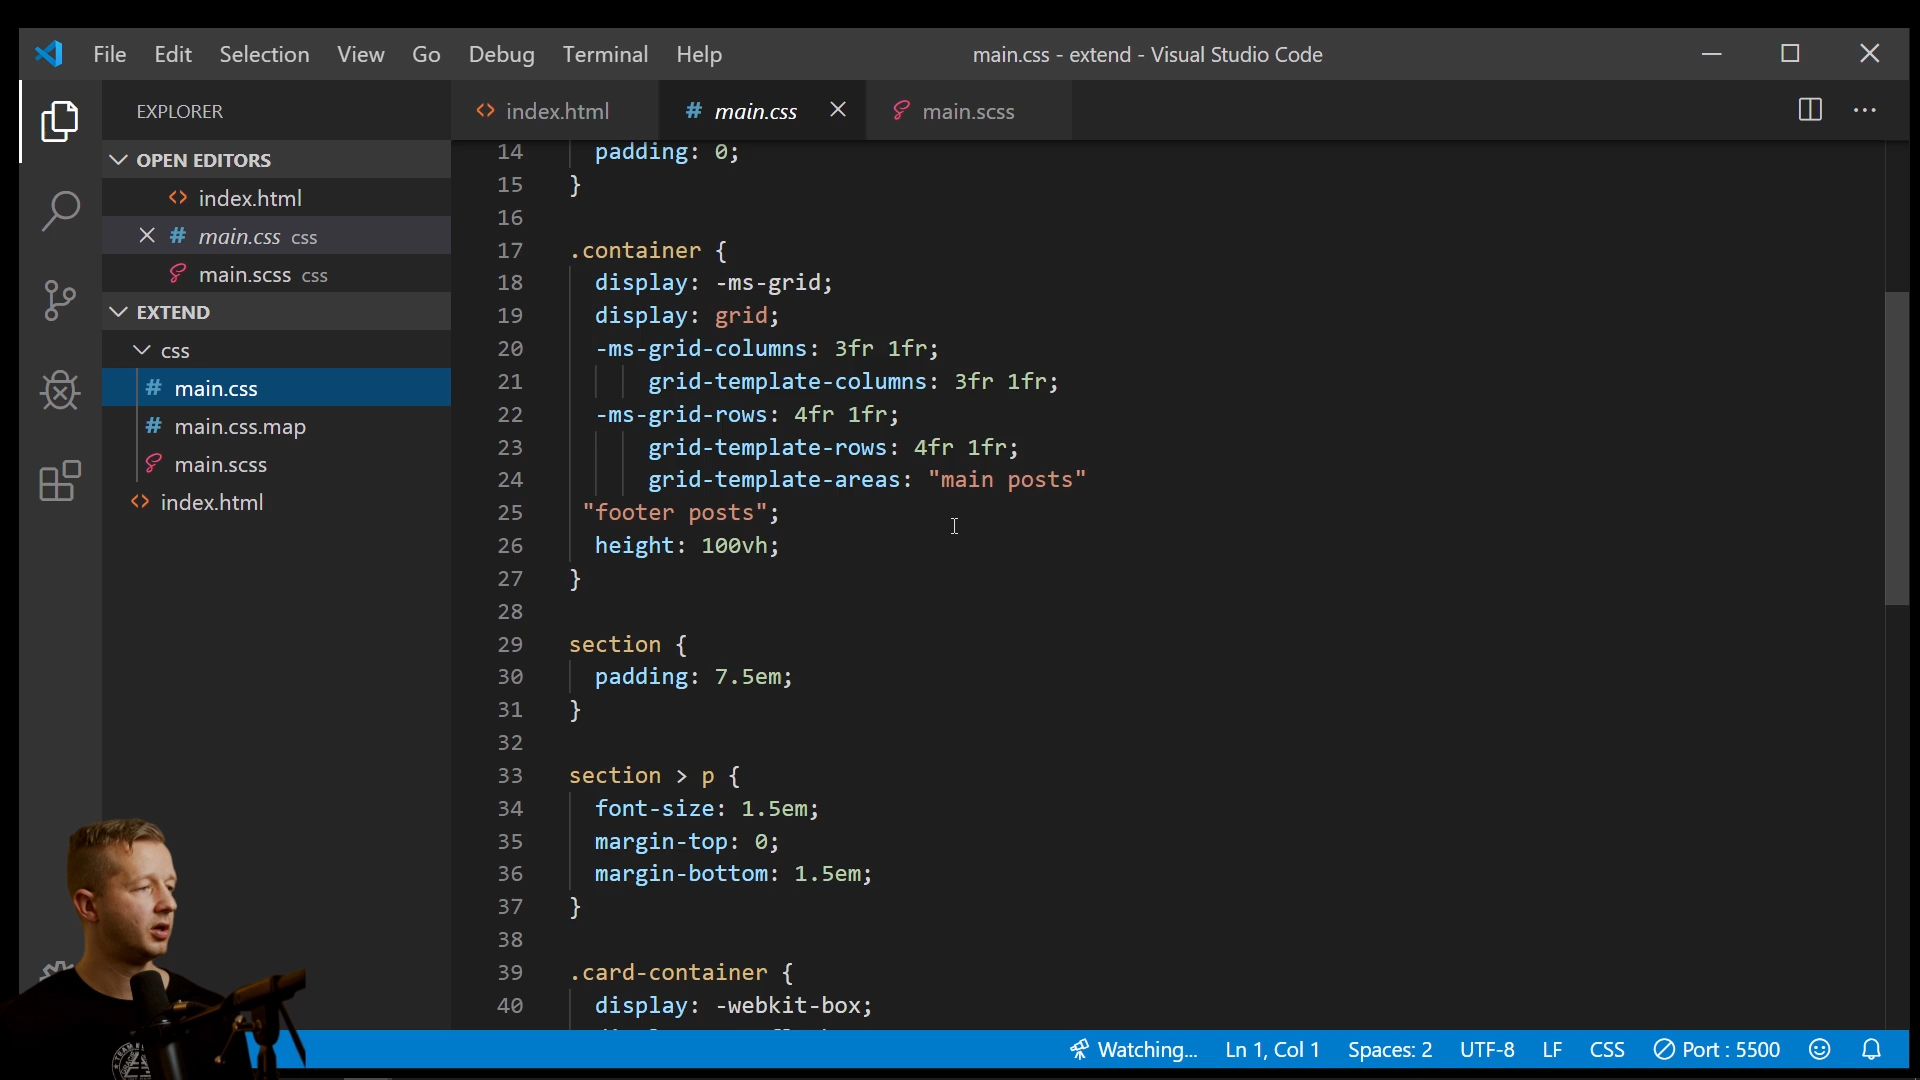 File Edit Selection View Go Debug Terminal Help
main.css - extend - Visual Studio Code
EXPLORER
OPEN EDITORS
index.html
main.css css
main.scss css
EXTEND
css
main.css
main.css.map
main.scss
index.html
index.html
main.css
main.scss
14 padding: 0;
15 }
16
17 .container {
18 display: -ms-grid;
19 display: grid;
20 -ms-grid-columns: 3fr 1fr;
21 grid-template-columns: 3fr 1fr;
22 -ms-grid-rows: 4fr 1fr;
23 grid-template-rows: 4fr 1fr;
24 grid-template-areas: "main posts"
25 "footer posts";
26 height: 100vh;
27 }
28
29 section {
30 padding: 7.5em;
31 }
32
33 section > p {
34 font-size: 1.5em;
35 margin-top: 0;
36 margin-bottom: 1.5em;
37 }
38
39 .card-container {
40 display: -webkit-box;
Watching... Ln 1, Col 1 Spaces: 2 UTF-8 LF CSS Port : 5500